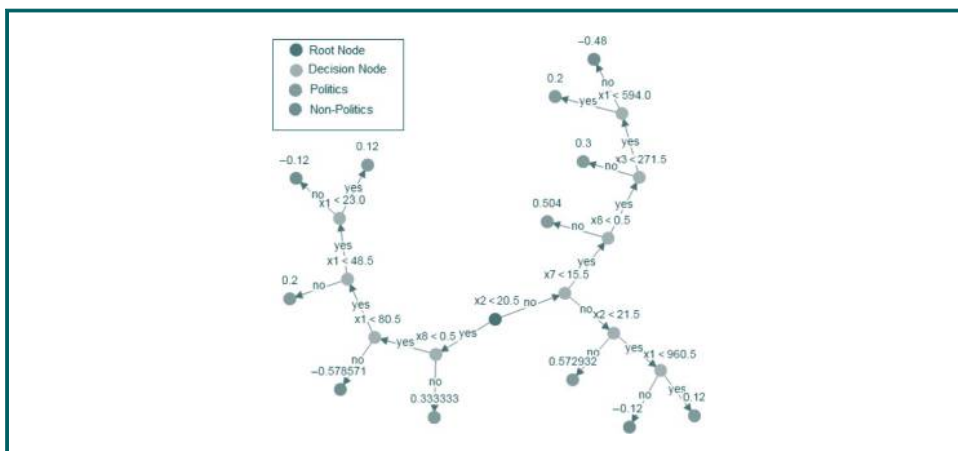 Root Node
Decision Node
Politics
Non-Politics
–0.48
0.2
no
x1 < 594.0
yes
yes
0.3
x3 < 271.5
no
yes
0.504
x8 < 0.5
no
yes
x7 < 15.5
–0.12
0.12
no
yes
x1 < 23.0
yes
x1 < 48.5
0.2
no
yes
x1 < 80.5
yes
no
–0.578571
x8 < 0.5
yes
no
0.333333
x2 < 20.5
no
no
x2 < 21.5
no
yes
0.572932
x1 < 960.5
no
yes
–0.12
0.12